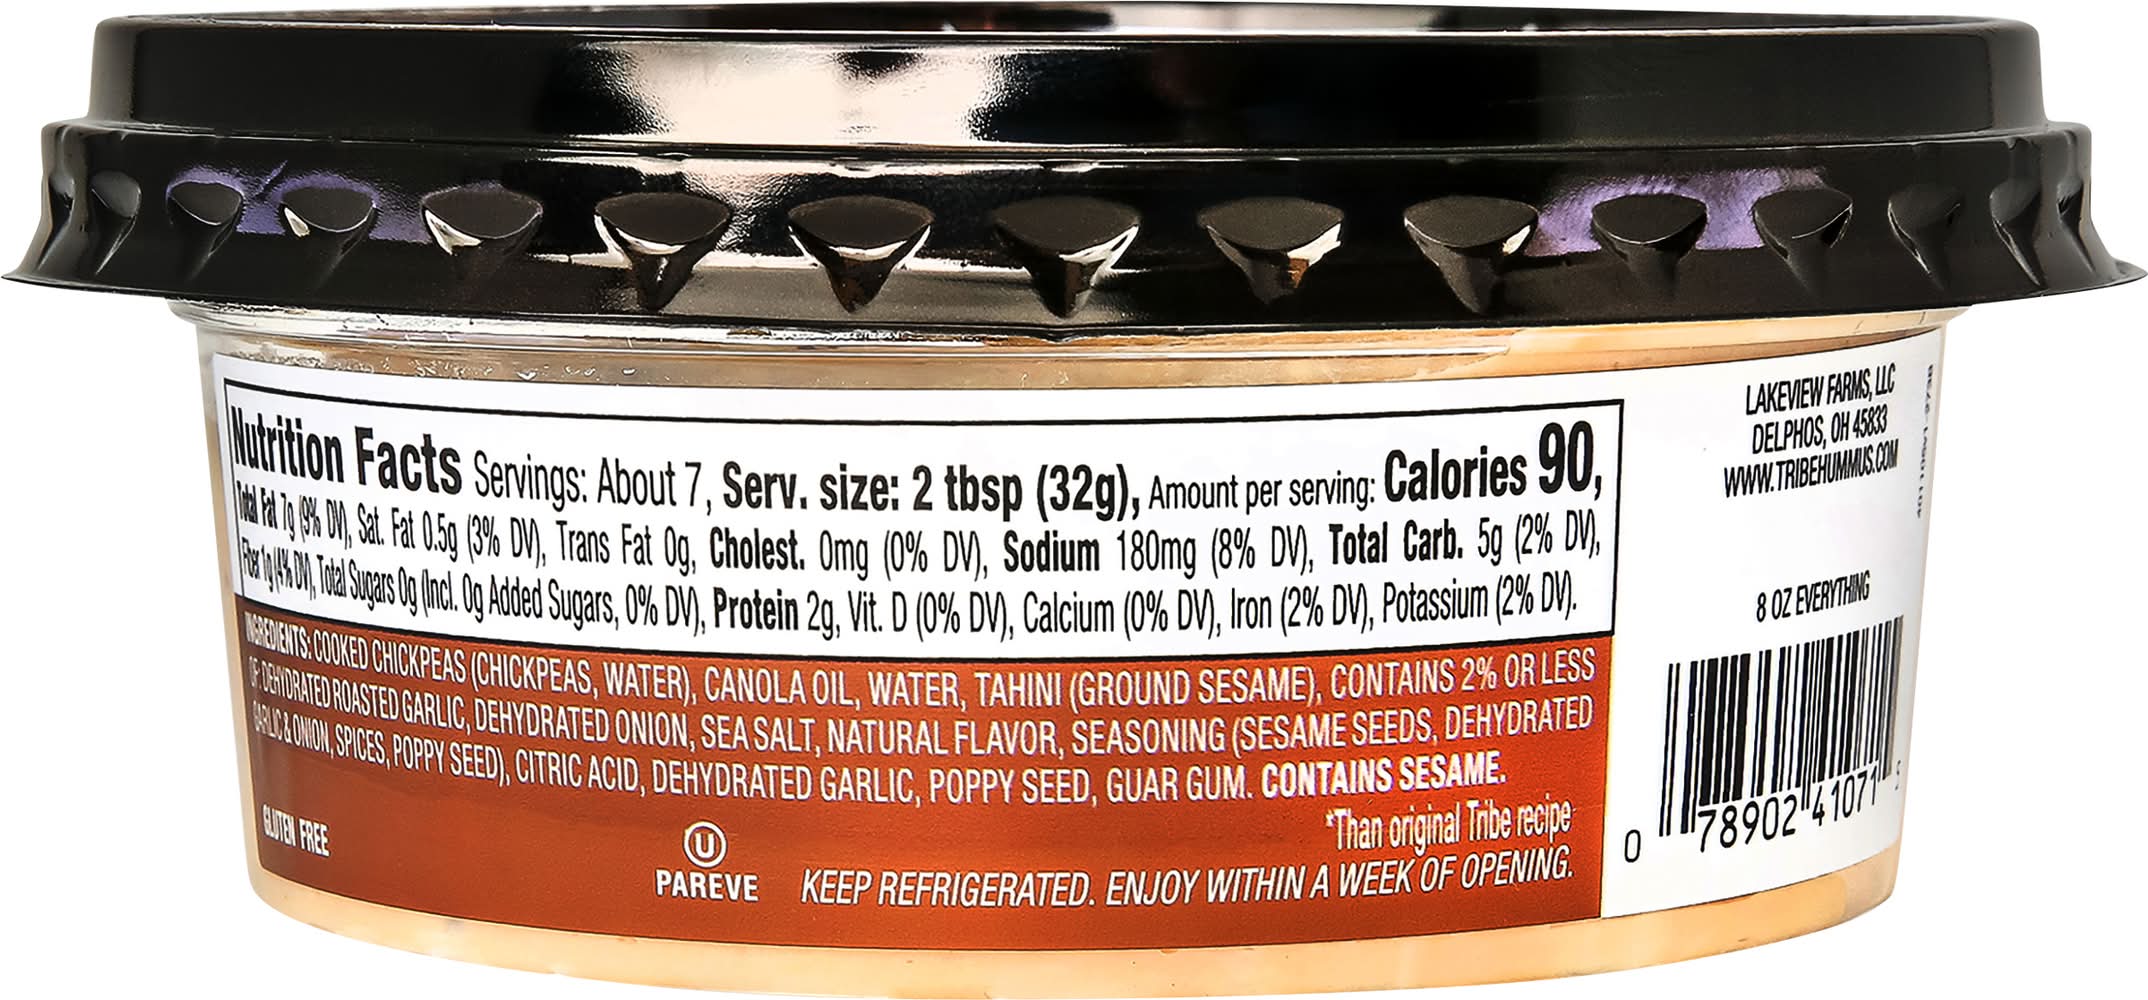 Nutrition Facts Servings: About 7, Serv. size: 2 tbsp (32g), Amount per serving: Calories 90,
Total Fat 7g (9% DV), Sat. Fat 0.5g (3% DV), Trans Fat 0g, Cholest. 0mg (0% DV), Sodium 180mg (8% DV), Total Carb. 5g (2% DV),
Fiber 1g (4% DV), Total Sugars 0g (Incl. 0g Added Sugars, 0% DV), Protein 2g, Vit. D (0% DV), Calcium (0% DV), Iron (2% DV), Potassium (2% DV).
INGREDIENTS: COOKED CHICKPEAS (CHICKPEAS, WATER), CANOLA OIL, WATER, TAHINI (GROUND SESAME), CONTAINS 2% OR LESS
OF: DEHYDRATED ROASTED GARLIC, DEHYDRATED ONION, SEA SALT, NATURAL FLAVOR, SEASONING (SESAME SEEDS, DEHYDRATED
GARLIC & ONION, SPICES, POPPY SEED), CITRIC ACID, DEHYDRATED GARLIC, POPPY SEED, GUAR GUM. CONTAINS SESAME.
*Than original Tribe recipe
GLUTEN FREE
U
PAREVE
KEEP REFRIGERATED. ENJOY WITHIN A WEEK OF OPENING.
LAKEVIEW FARMS, LLC
DELPHOS, OH 45833
WWW.TRIBEHUMMUS.COM
8 OZ EVERYTHING
0 78902 41071 5